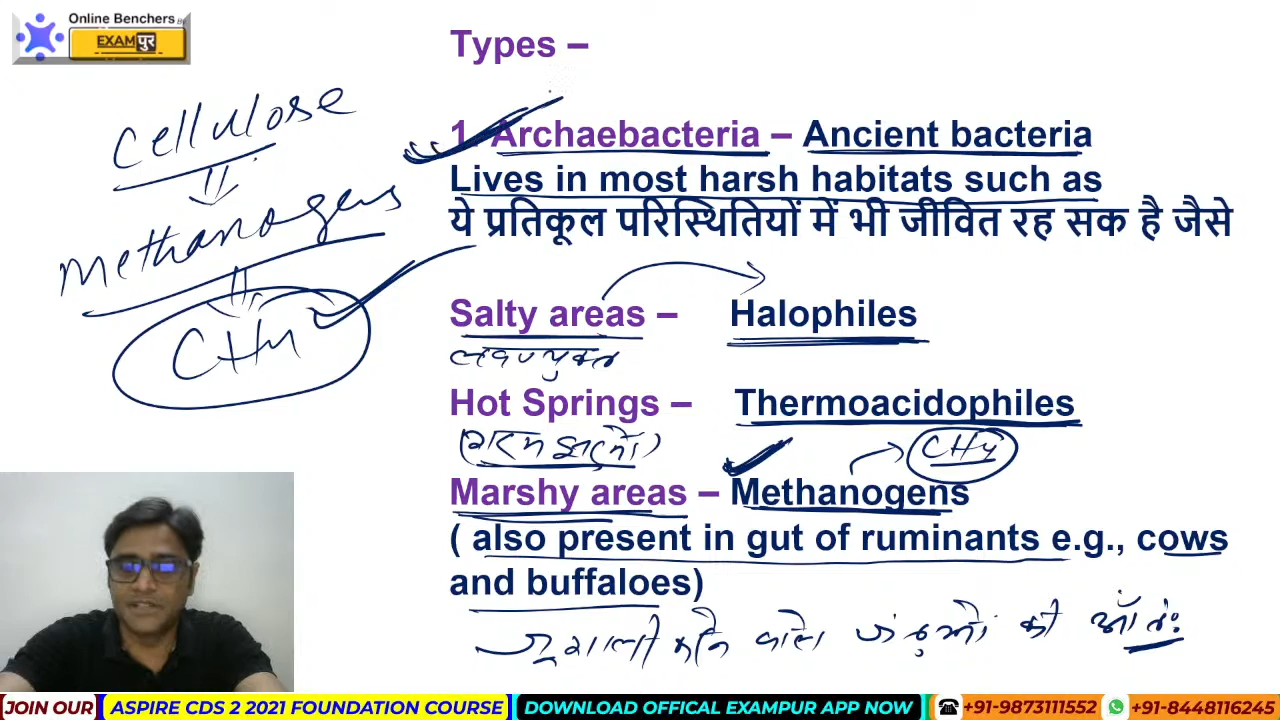 Online Benchers By
EXAM पुर
Types –
Cellulose
1. Archaebacteria – Ancient bacteria
Lives in most harsh habitats such as
Methanogens
ये प्रतिकूल परिस्थितियों में भी जीवित रह सक है जैसे
CH4
Salty areas – Halophiles
लवणयुक्त
Hot Springs – Thermoacidophiles
CH4
Marshy areas – Methanogens
( also present in gut of ruminants e.g., cows
and buffaloes)
जुगाली करने वाले जंतुओं की आँत
JOIN OUR ASPIRE CDS 2 2021 FOUNDATION COURSE DOWNLOAD OFFICAL EXAMPUR APP NOW +91-9873111552 +91-8448116245